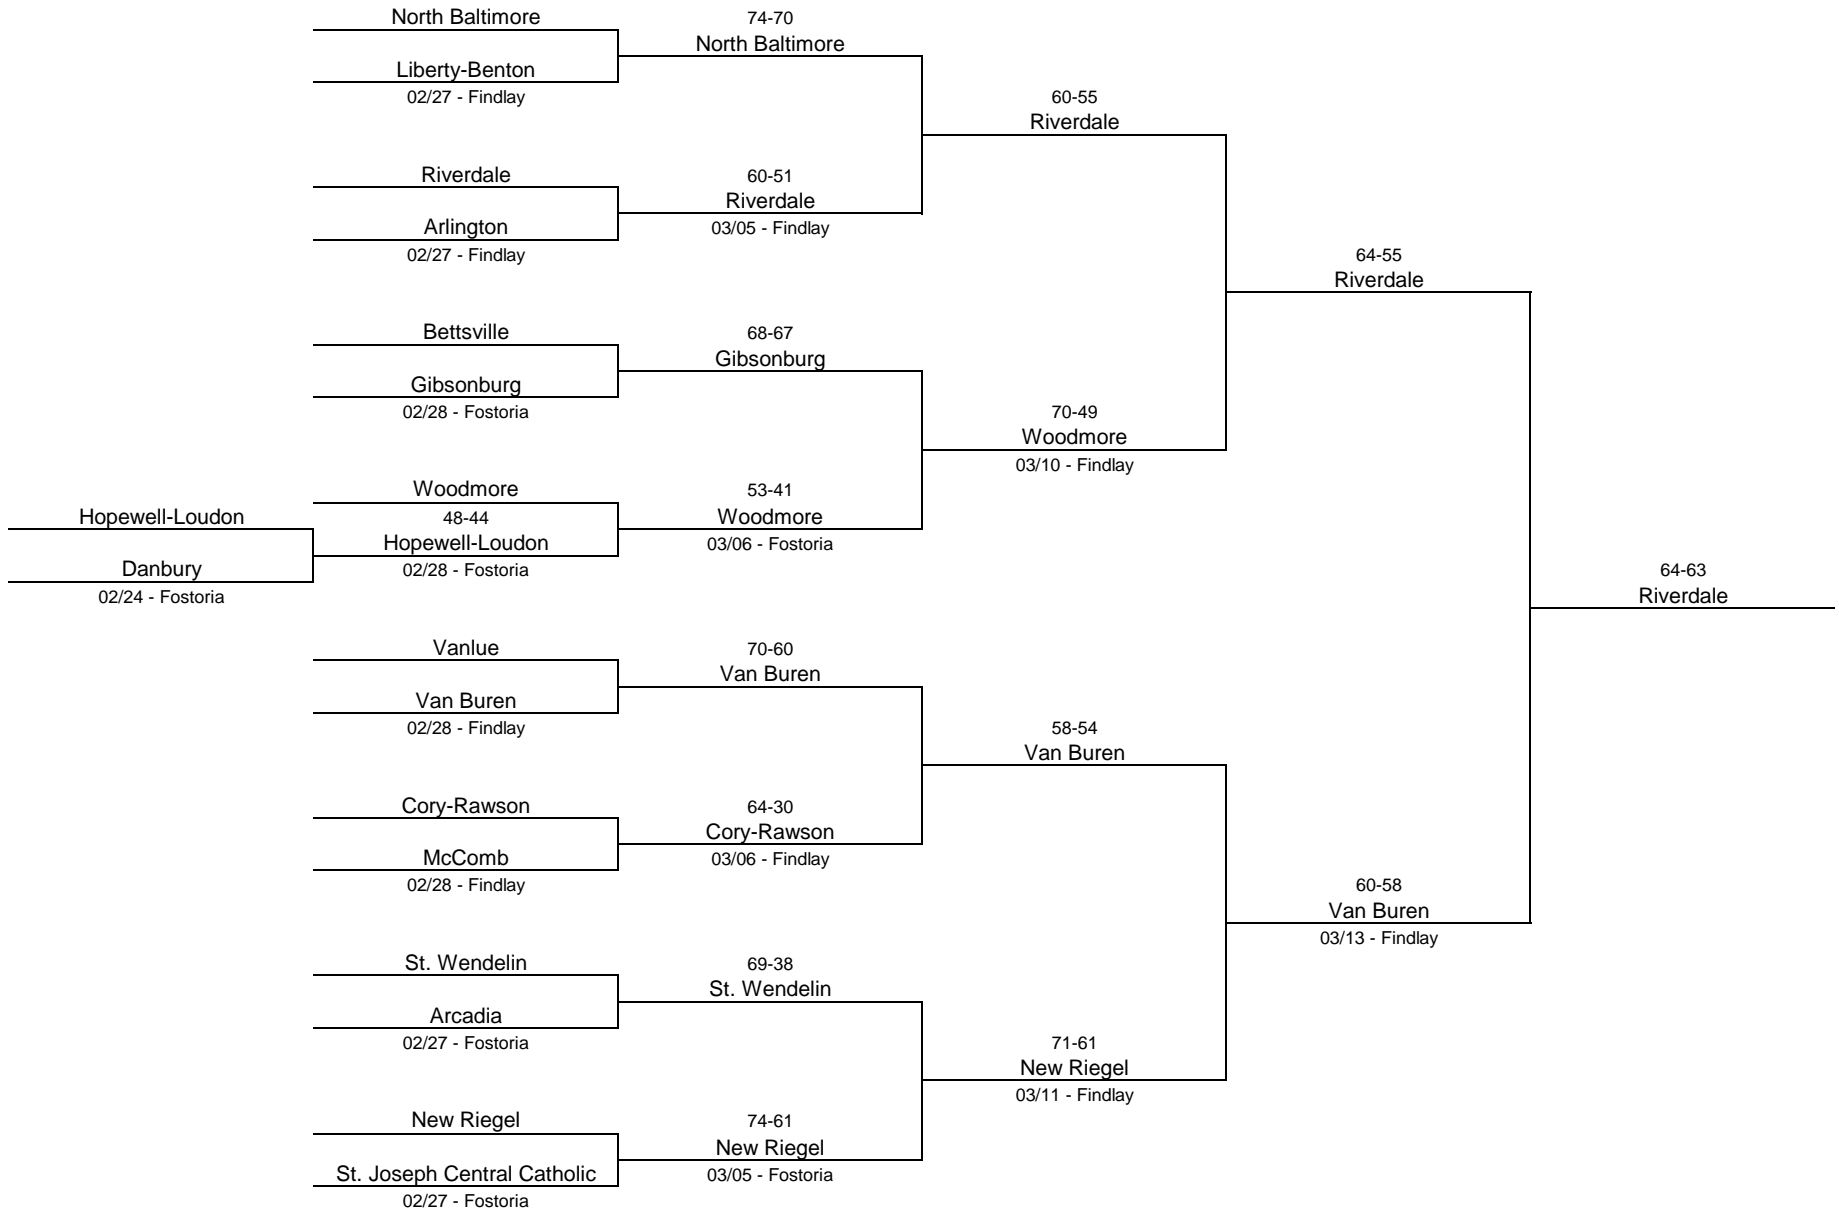 North Baltimore
Liberty-Benton
02/27 - Findlay
74-70
North Baltimore
60-55
Riverdale
Riverdale
Arlington
02/27 - Findlay
60-51
Riverdale
03/05 - Findlay
64-55
Riverdale
Bettsville
Gibsonburg
02/28 - Fostoria
68-67
Gibsonburg
70-49
Woodmore
03/10 - Findlay
Hopewell-Loudon
Danbury
02/24 - Fostoria
Woodmore
48-44
Hopewell-Loudon
02/28 - Fostoria
53-41
Woodmore
03/06 - Fostoria
64-63
Riverdale
Vanlue
Van Buren
02/28 - Findlay
70-60
Van Buren
58-54
Van Buren
Cory-Rawson
McComb
02/28 - Findlay
64-30
Cory-Rawson
03/06 - Findlay
60-58
Van Buren
03/13 - Findlay
St. Wendelin
Arcadia
02/27 - Fostoria
69-38
St. Wendelin
71-61
New Riegel
03/11 - Findlay
New Riegel
St. Joseph Central Catholic
02/27 - Fostoria
74-61
New Riegel
03/05 - Fostoria